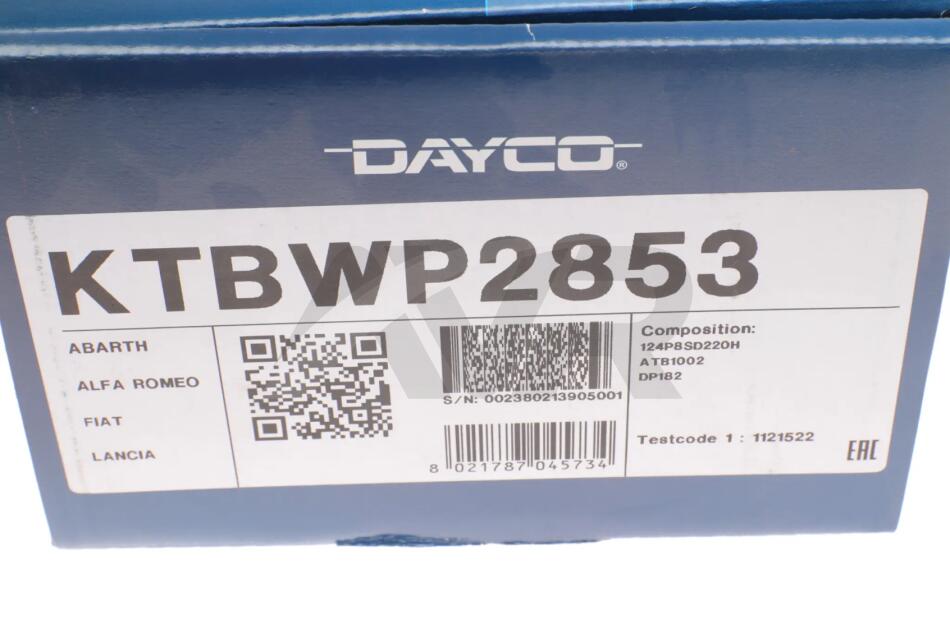 DAYCO®
KTBWP2853
ABARTH
ALFA ROMEO
FIAT
LANCIA
S/N: 002380213905001
8 021787 045734
Composition:
124P8SD220H
ATB1002
DP182
Testcode 1 : 1121522
EAC